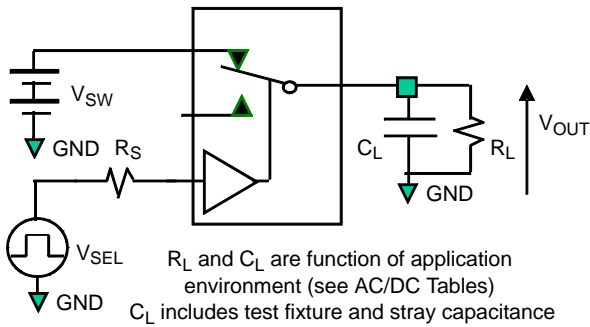 V_SW
GND
R_S
V_SEL
GND
C_L
R_L
GND
V_OUT
R_L and C_L are function of application
environment (see AC/DC Tables)
C_L includes test fixture and stray capacitance